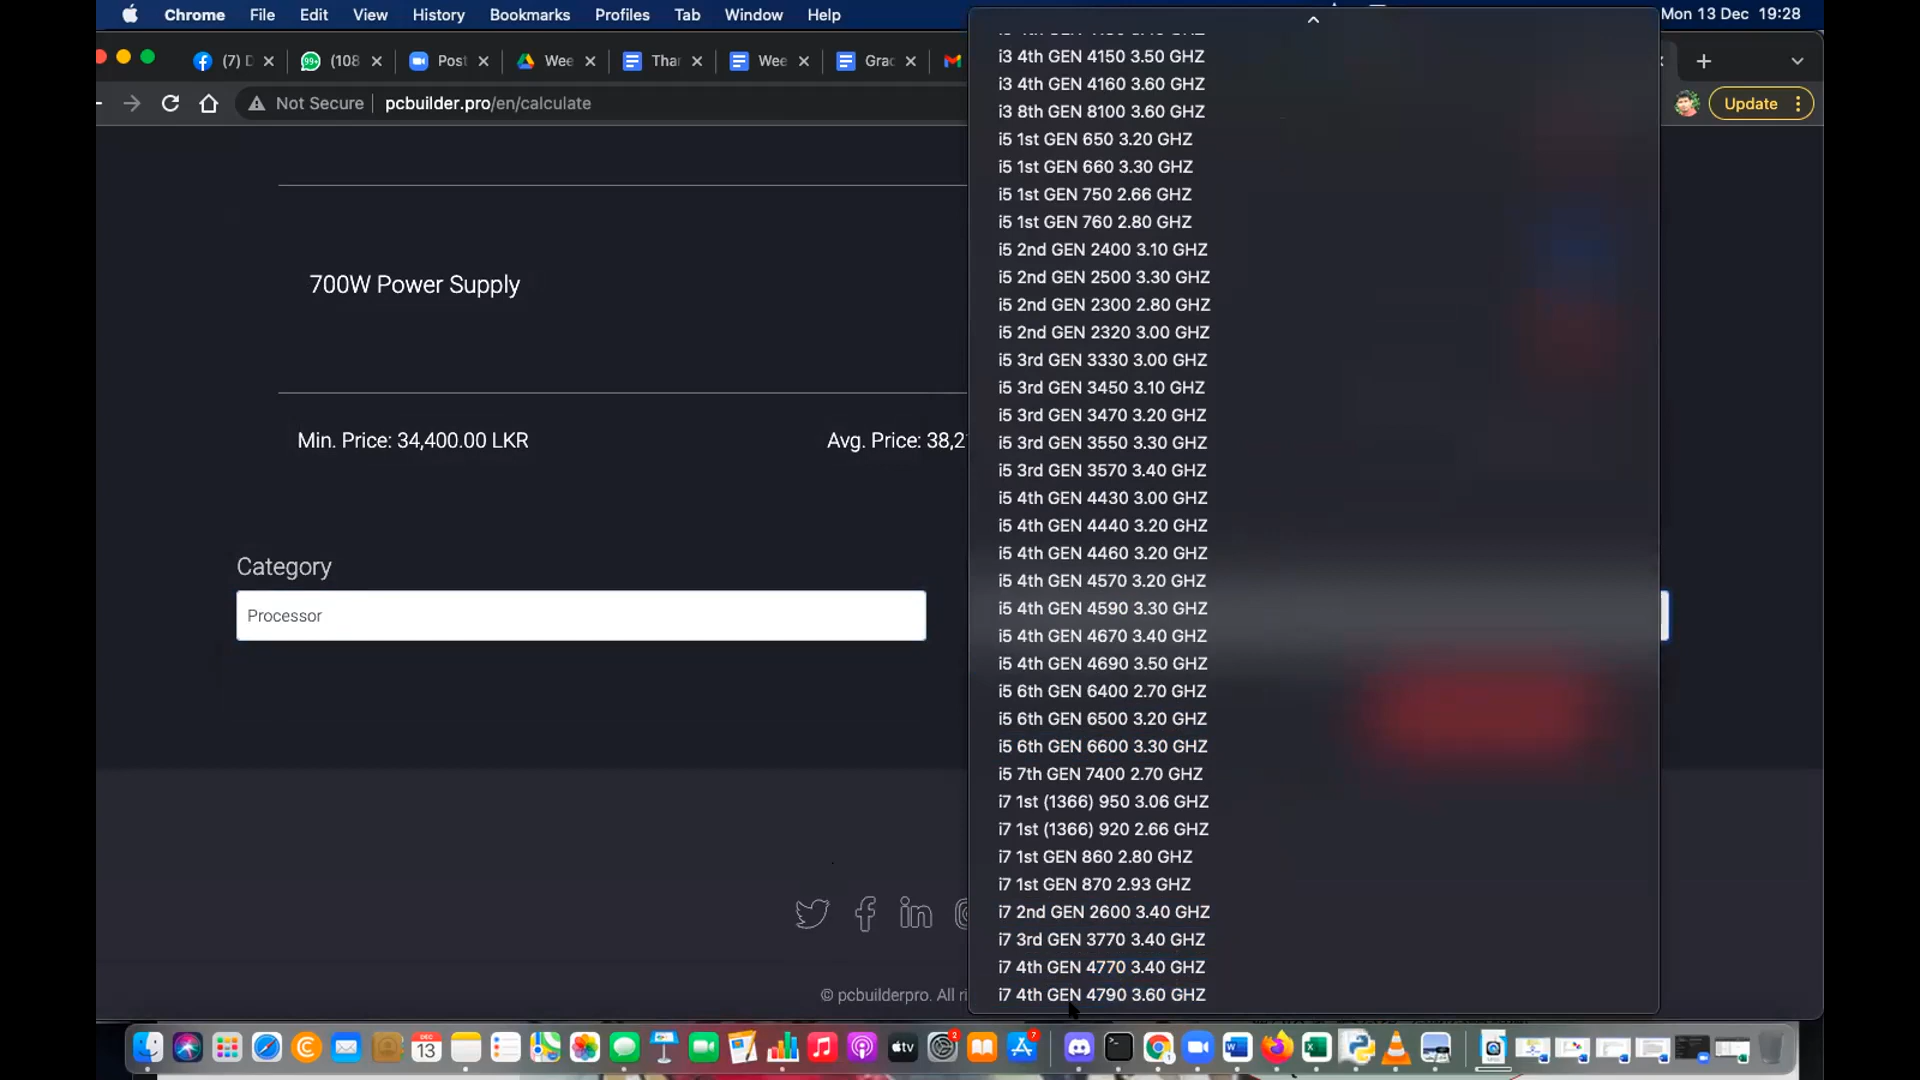 Chrome File Edit View History Bookmarks Profiles Tab Window Help
Mon 13 Dec 19:28
(7) D
(108
Post
Wee
Thar
Wee
Grac
Update
Not Secure
pcbuilder.pro/en/calculate
i3 4th GEN 4150 3.50 GHZ
i3 4th GEN 4160 3.60 GHZ
i3 8th GEN 8100 3.60 GHZ
i5 1st GEN 650 3.20 GHZ
i5 1st GEN 660 3.30 GHZ
i5 1st GEN 750 2.66 GHZ
i5 1st GEN 760 2.80 GHZ
i5 2nd GEN 2400 3.10 GHZ
i5 2nd GEN 2500 3.30 GHZ
i5 2nd GEN 2300 2.80 GHZ
i5 2nd GEN 2320 3.00 GHZ
i5 3rd GEN 3330 3.00 GHZ
i5 3rd GEN 3450 3.10 GHZ
i5 3rd GEN 3470 3.20 GHZ
i5 3rd GEN 3550 3.30 GHZ
i5 3rd GEN 3570 3.40 GHZ
i5 4th GEN 4430 3.00 GHZ
i5 4th GEN 4440 3.20 GHZ
i5 4th GEN 4460 3.20 GHZ
i5 4th GEN 4570 3.20 GHZ
i5 4th GEN 4590 3.30 GHZ
i5 4th GEN 4670 3.40 GHZ
i5 4th GEN 4690 3.50 GHZ
i5 6th GEN 6400 2.70 GHZ
i5 6th GEN 6500 3.20 GHZ
i5 6th GEN 6600 3.30 GHZ
i5 7th GEN 7400 2.70 GHZ
i7 1st (1366) 950 3.06 GHZ
i7 1st (1366) 920 2.66 GHZ
i7 1st GEN 860 2.80 GHZ
i7 1st GEN 870 2.93 GHZ
i7 2nd GEN 2600 3.40 GHZ
i7 3rd GEN 3770 3.40 GHZ
i7 4th GEN 4770 3.40 GHZ
i7 4th GEN 4790 3.60 GHZ
700W Power Supply
Min. Price: 34,400.00 LKR
Avg. Price: 38,2
Category
Processor
© pcbuilderpro. All ri
DEC
13
tv
2
7